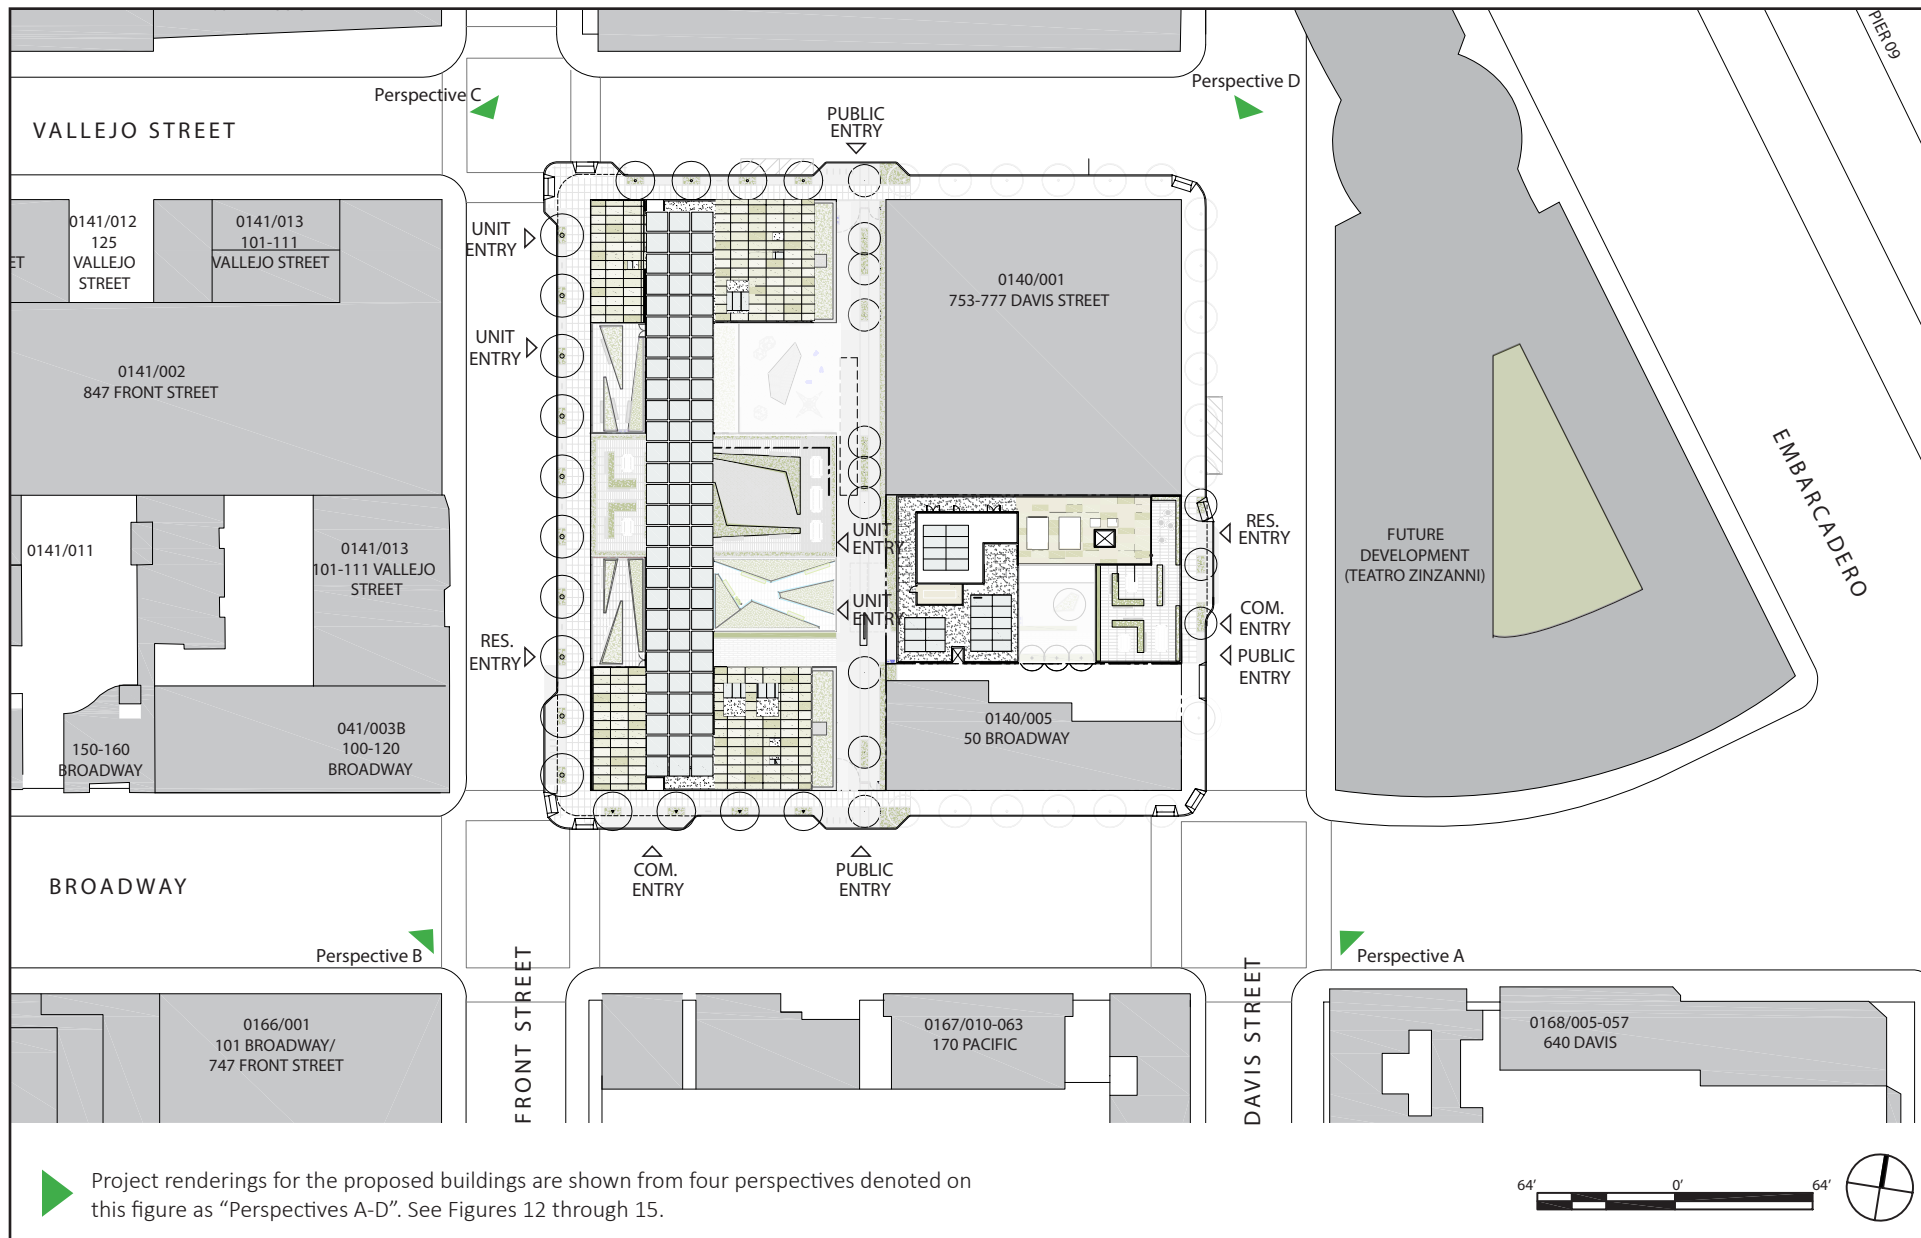 PIER 09
Perspective C
Perspective D
VALLEJO STREET
PUBLIC
ENTRY
0141/012
125
VALLEJO
STREET
0141/013
101-111
VALLEJO STREET
ET
UNIT
ENTRY
0140/001
753-777 DAVIS STREET
UNIT
ENTRY
0141/002
847 FRONT STREET
EMBARCADERO
0141/011
0141/013
101-111 VALLEJO
STREET
UNIT
ENTRY
RES.
ENTRY
FUTURE
DEVELOPMENT
(TEATRO ZINZANNI)
UNIT
ENTRY
COM.
ENTRY
RES.
ENTRY
PUBLIC
ENTRY
041/003B
100-120
BROADWAY
150-160
BROADWAY
0140/005
50 BROADWAY
COM.
ENTRY
PUBLIC
ENTRY
BROADWAY
Perspective B
Perspective A
FRONT STREET
DAVIS STREET
0166/001
101 BROADWAY/
747 FRONT STREET
0167/010-063
170 PACIFIC
0168/005-057
640 DAVIS
Project renderings for the proposed buildings are shown from four perspectives denoted on
this figure as “Perspectives A-D”. See Figures 12 through 15.
64' 0' 64'